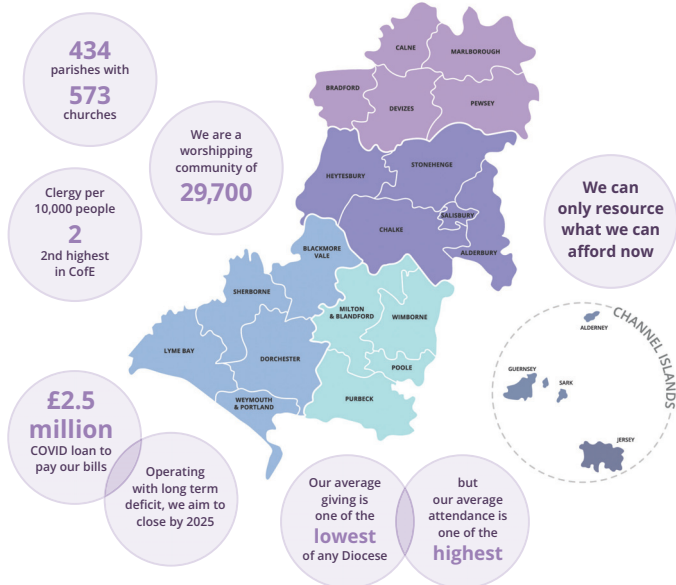 434
parishes with
573
churches
We are a
worshipping
community of
29,700
Clergy per
10,000 people
2
2nd highest
in CofE
CALNE
MARLBOROUGH
BRADFORD
DEVIZES
PEWSEY
HEYTESBURY
STONEHENGE
SALISBURY
CHALKE
ALDERBURY
BLACKMORE
VALE
SHERBORNE
MILTON
& BLANDFORD
WIMBORNE
LYME BAY
DORCHESTER
POOLE
WEYMOUTH
& PORTLAND
PURBECK
We can
only resource
what we can
afford now
CHANNEL ISLANDS
ALDERNEY
GUERNSEY
SARK
JERSEY
£2.5
million
COVID loan to
pay our bills
Operating
with long term
deficit, we aim to
close by 2025
Our average
giving is
one of the
lowest
of any Diocese
but
our average
attendance is
one of the
highest